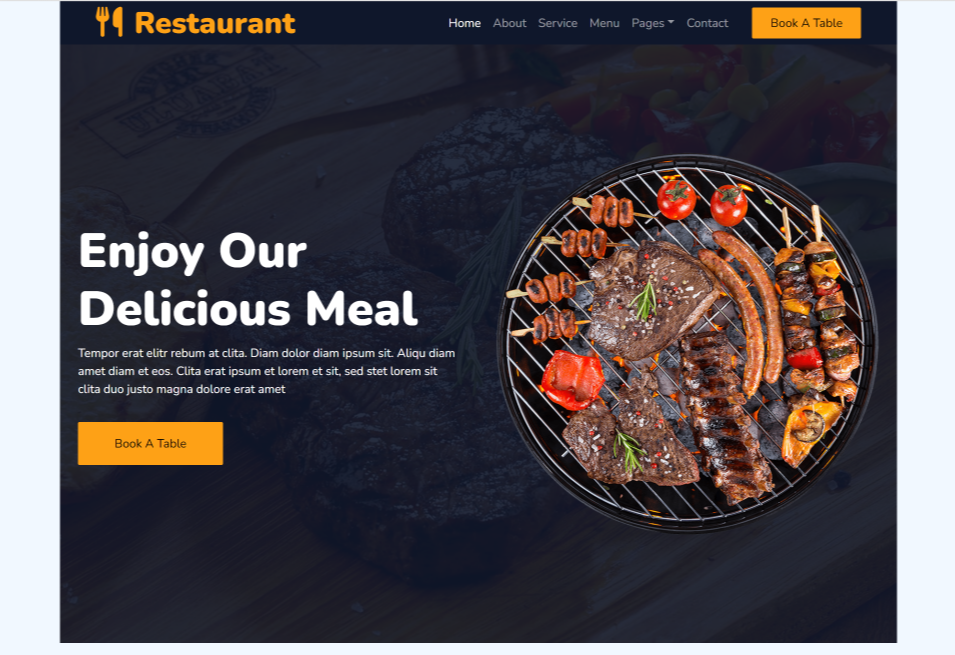 Restaurant
Home About Service Menu Pages Contact Book A Table
Enjoy Our
Delicious Meal
Tempor erat elitr rebum at clita. Diam dolor diam ipsum sit. Aliqu diam
amet diam et eos. Clita erat ipsum et lorem et sit, sed stet lorem sit
clita duo justo magna dolore erat amet
Book A Table